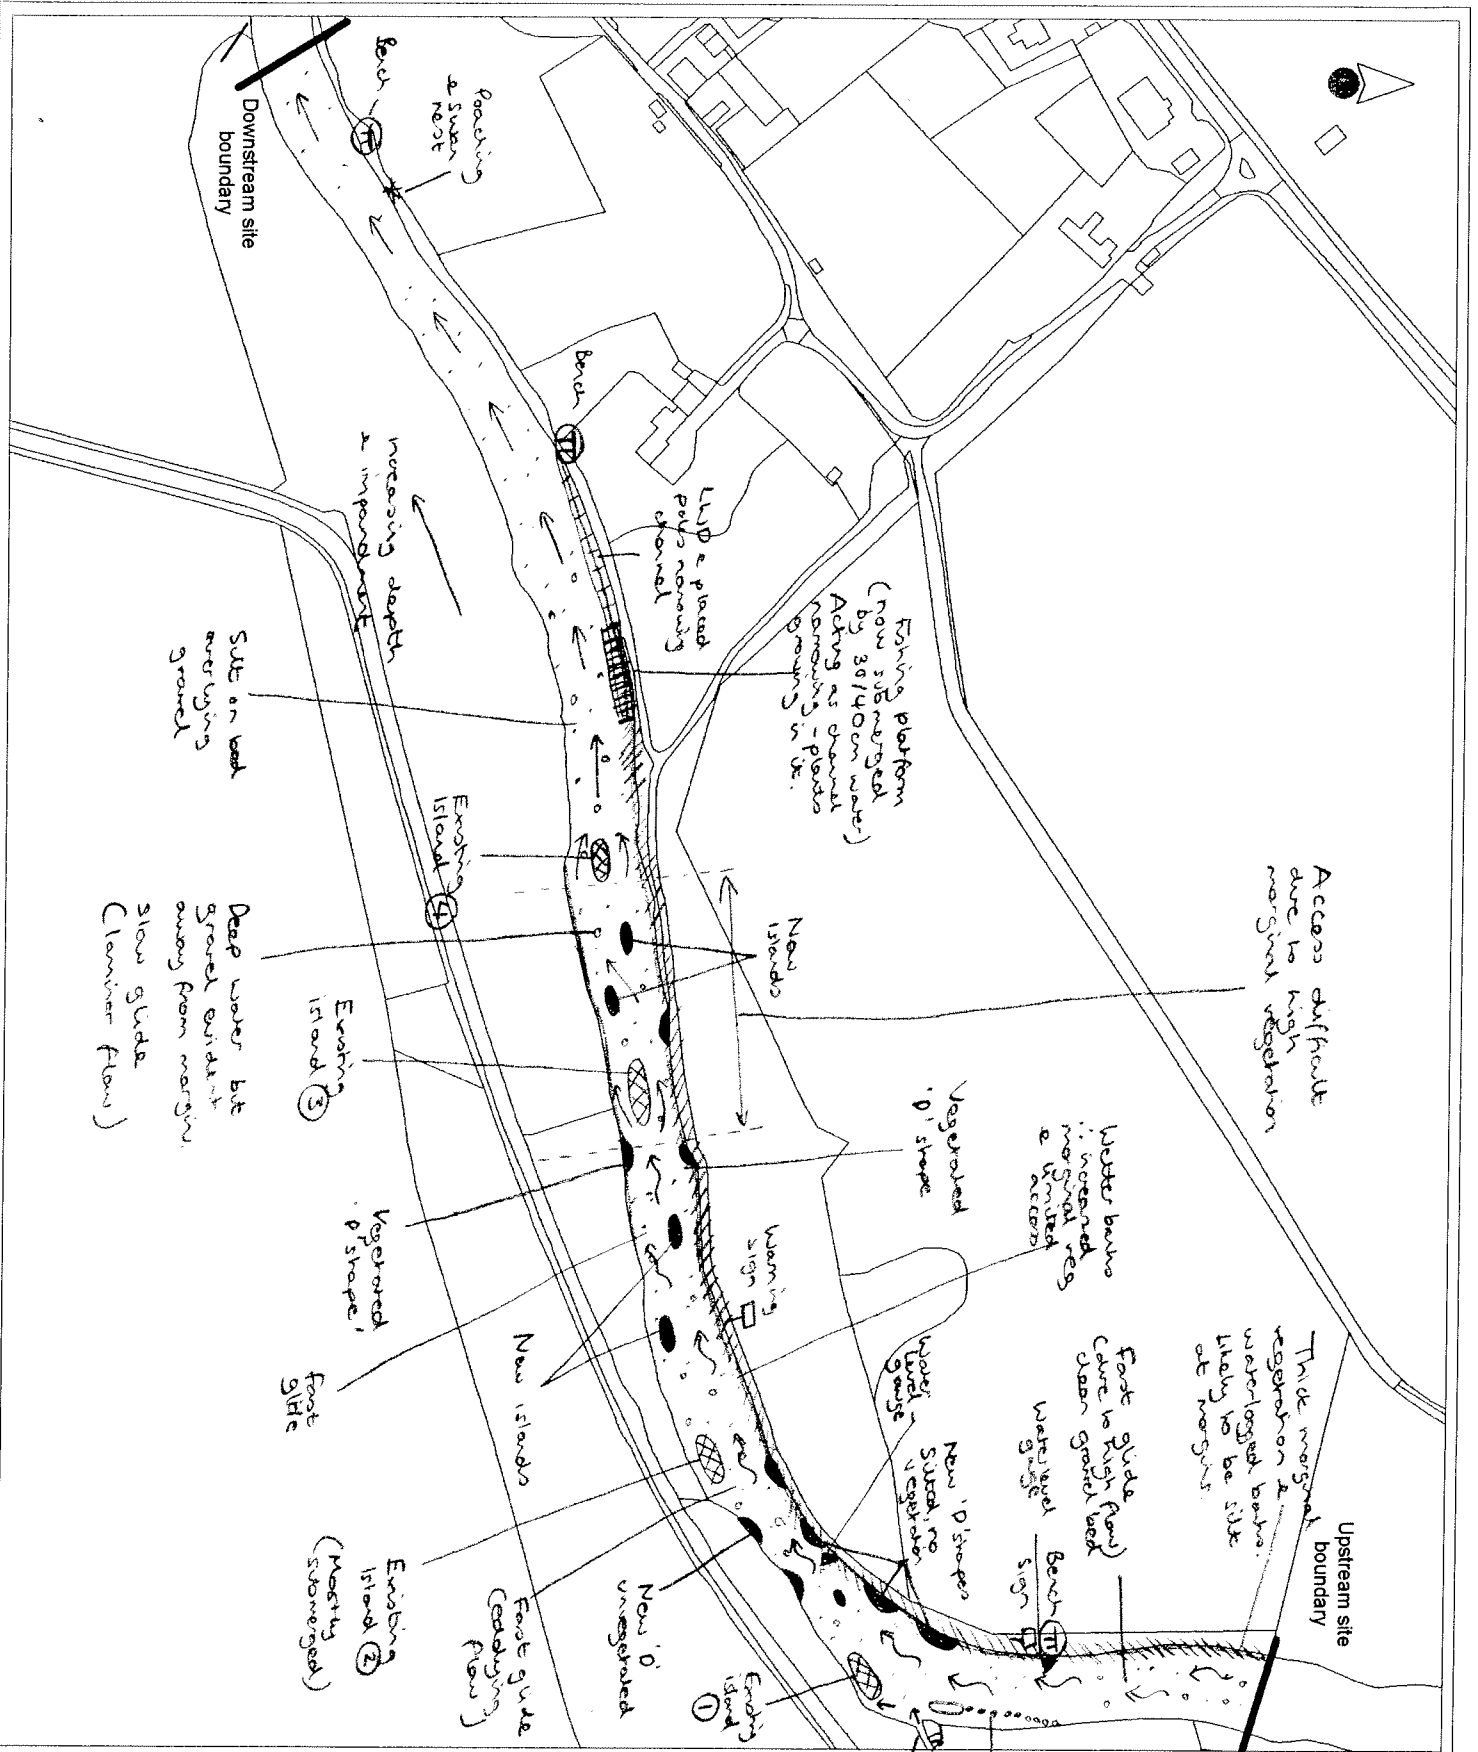 Bench
Poaching
& Swan
nest
Downstream site
boundary
Bench
LWD & placed
poles narrowing
channel
Fishing platform
(now submerged
by 30/40cm water)
Acting as channel
narrowing - plants
growing in it.
increasing depth
& impoundment
Silt on bed
overlying
gravel
Existing
island
4
New
islands
Access difficult
due to high
marginal vegetation
Deep water but
gravel evident
away from margin.
slow glide
(laminar flow)
Existing
island 3
Vegetated
'D' shape
Wetter banks
∴ increased
marginal veg
& limited
access
Vegetated
'D' shape'
Warning
sign
Fast
glide
New islands
Water
level
gauge
New 'D' shapes
Silted, no
vegetation
Water level
gauge
Fast glide
(due to high flow)
clean gravel bed
Thick marginal
vegetation &
waterlogged banks.
likely to be silt
at margins.
Upstream site
boundary
Bench
Sign
Existing
island 2
(Mostly
submerged)
Fast glide
(eddying
flow)
New 'D'
unvegetated
Existing
island
1